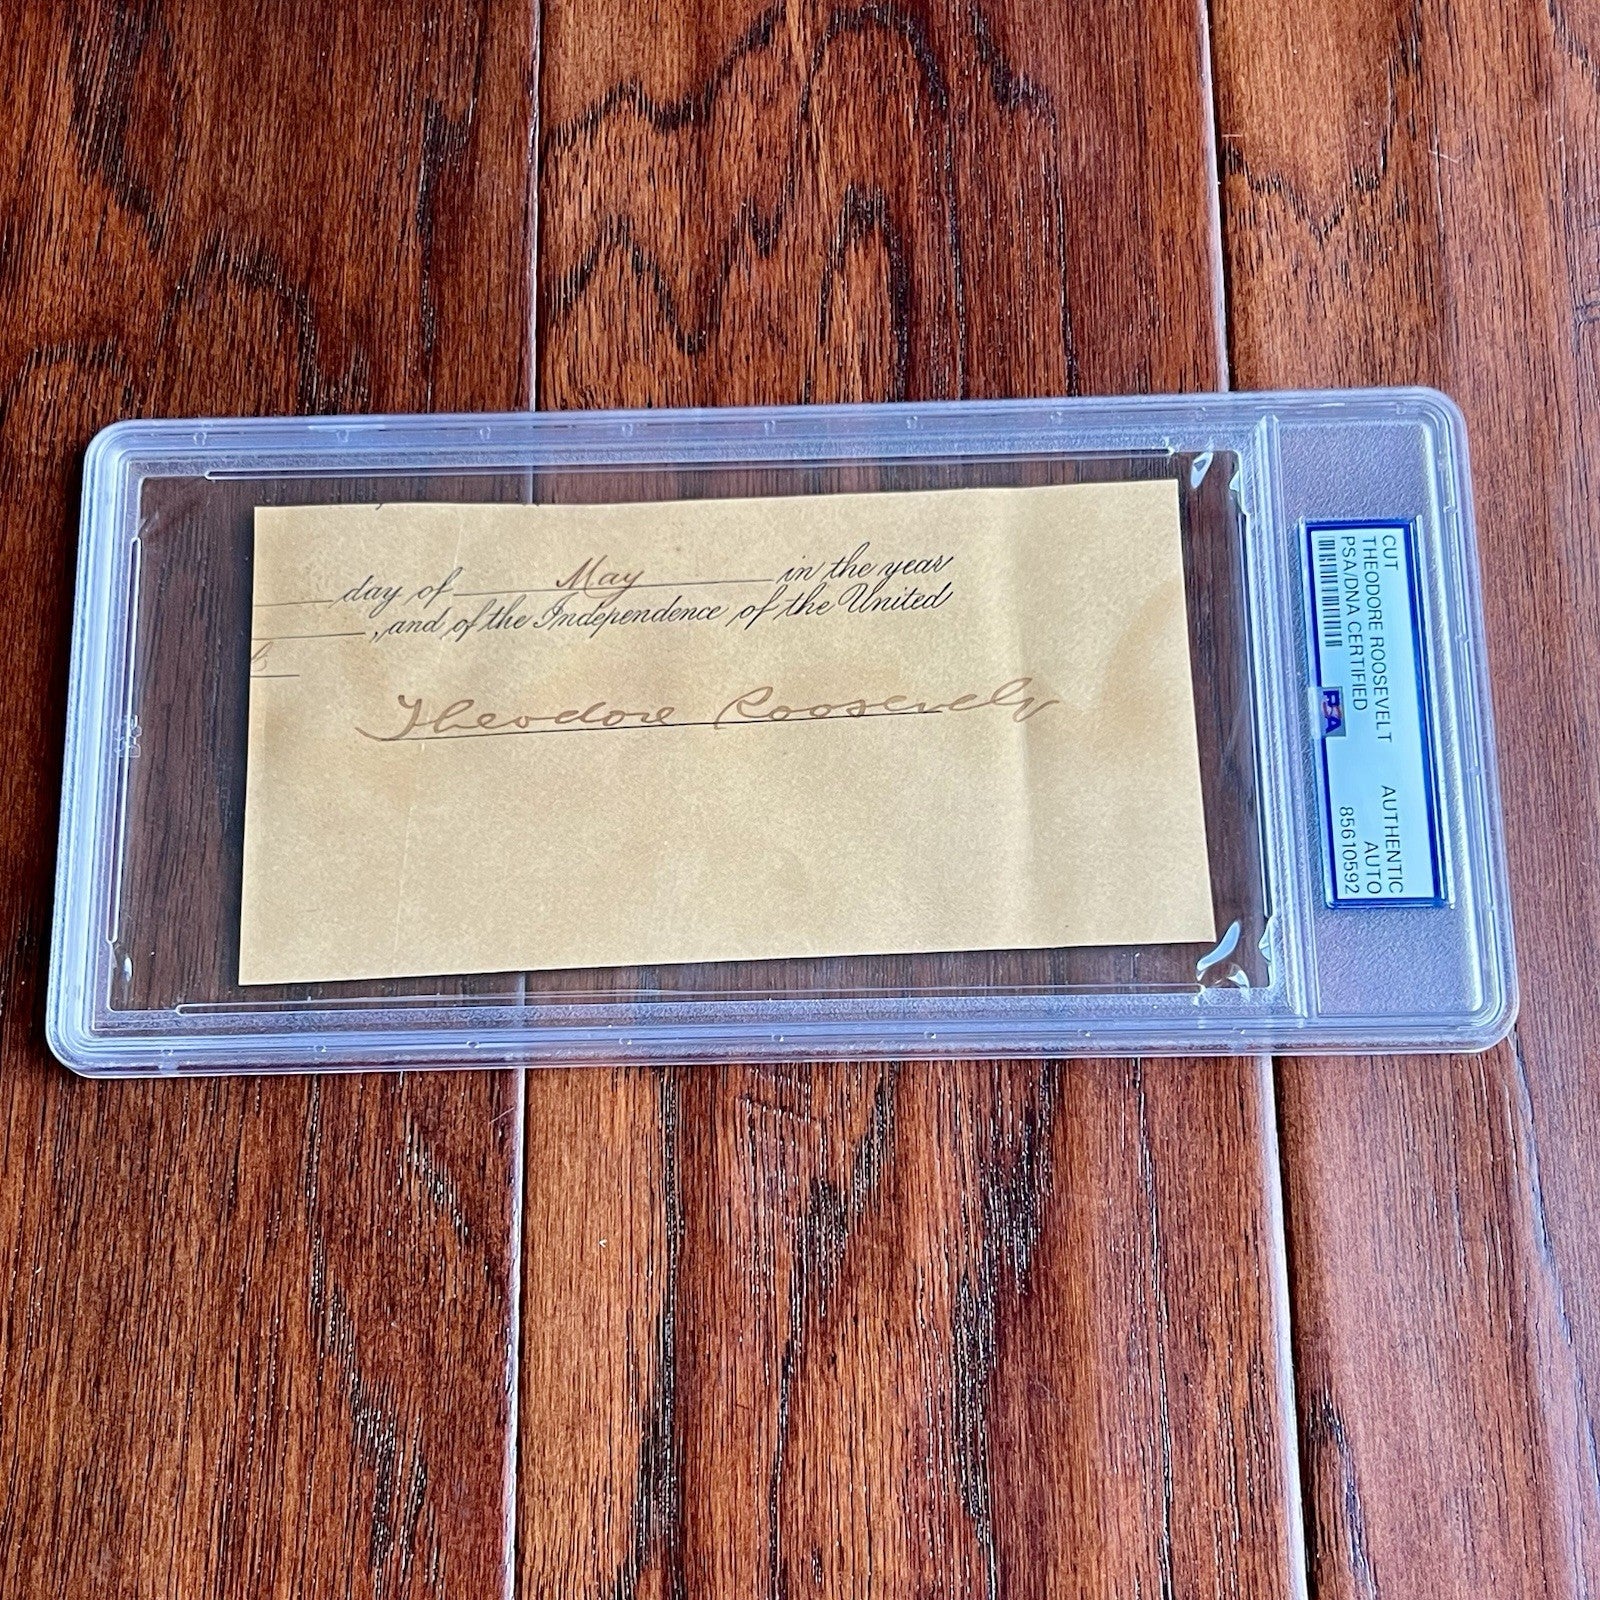 day of May in the year
, and of the Independence of the United
Theodore Roosevelt
CUT
THEODORE ROOSEVELT
PSA/DNA CERTIFIED
AUTHENTIC
AUTO
85610592
PSA